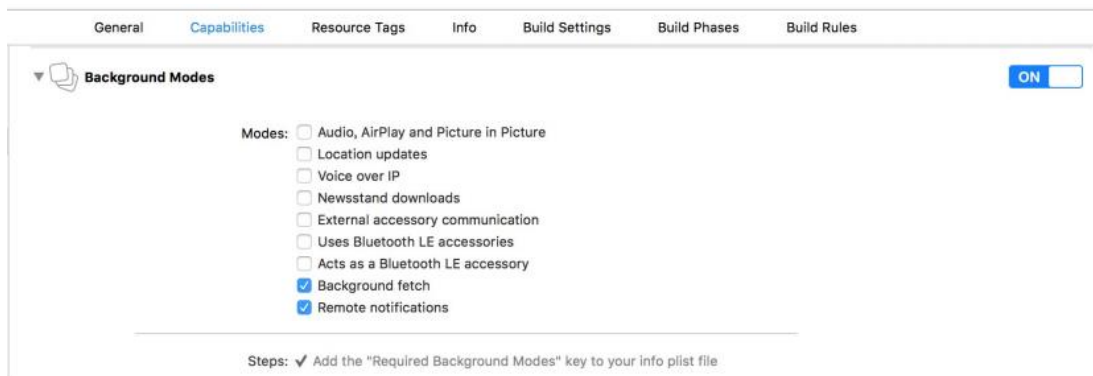 General Capabilities Resource Tags Info Build Settings Build Phases Build Rules
Background Modes ON
Modes: Audio, AirPlay and Picture in Picture
Location updates
Voice over IP
Newsstand downloads
External accessory communication
Uses Bluetooth LE accessories
Acts as a Bluetooth LE accessory
Background fetch
Remote notifications
Steps: ✓ Add the "Required Background Modes" key to your info plist file